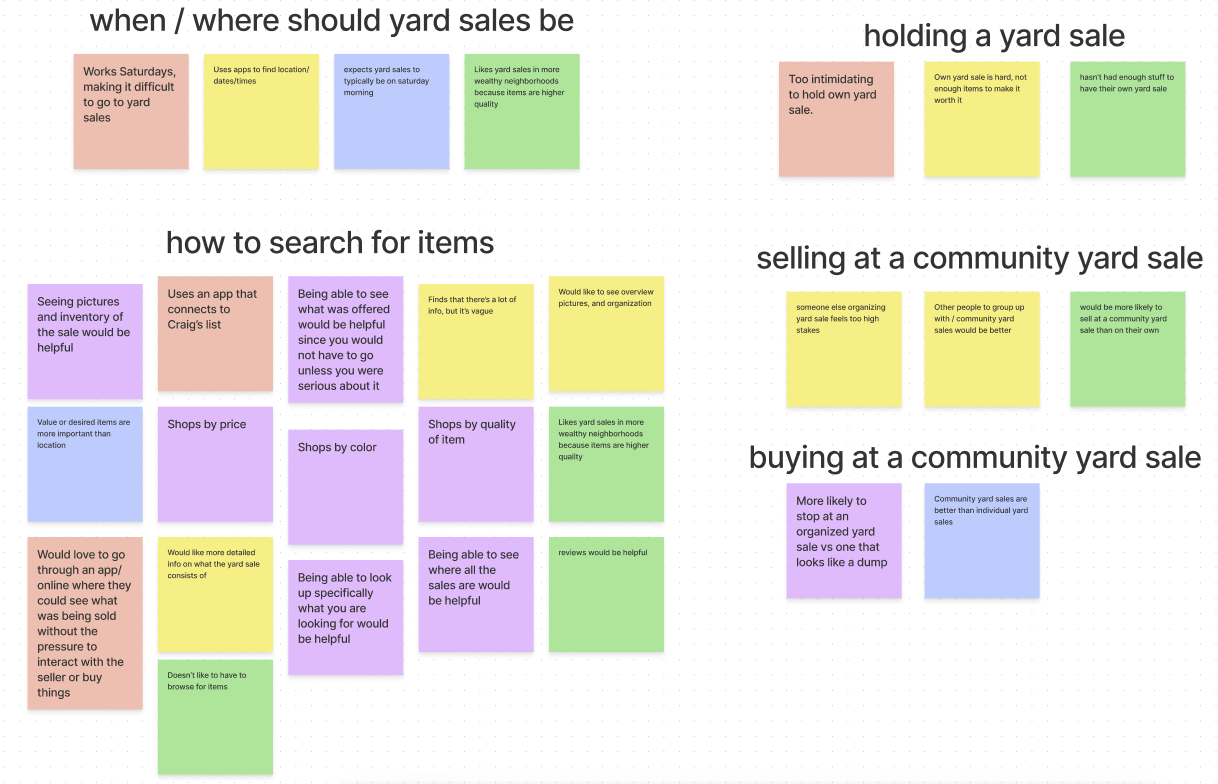 when / where should yard sales be
Works Saturdays,
making it difficult
to go to yard
sales
Uses apps to find location/
dates/times
expects yard sales to
typically be on saturday
morning
Likes yard sales in more
wealthy neighborhoods
because items are higher
quality
holding a yard sale
Too intimidating
to hold own yard
sale.
Own yard sale is hard, not
enough items to make it
worth it
hasn't had enough stuff to
have their own yard sale
how to search for items
Seeing pictures
and inventory of
the sale would be
helpful
Uses an app that
connects to
Craig's list
Being able to see
what was offered
would be helpful
since you would
not have to go
unless you were
serious about it
Finds that there's a lot of
info, but it's vague
Would like to see overview
pictures, and organization
Value or desired items are
more important than
location
Shops by price
Shops by color
Shops by quality
of item
Likes yard sales in more
wealthy neighborhoods
because items are higher
quality
Would love to go
through an app/
online where they
could see what
was being sold
without the
pressure to
interact with the
seller or buy
things
Would like more detailed
info on what the yard sale
consists of
Being able to look
up specifically
what you are
looking for would
be helpful
Being able to see
where all the
sales are would
be helpful
reviews would be helpful
Doesn't like to have to
browse for items
selling at a community yard sale
someone else organizing
yard sale feels too high
stakes
Other people to group up
with / community yard
sales would be better
would be more likely to
sell at a community yard
sale than on their own
buying at a community yard sale
More likely to
stop at an
organized yard
sale vs one that
looks like a dump
Community yard sales are
better than individual yard
sales